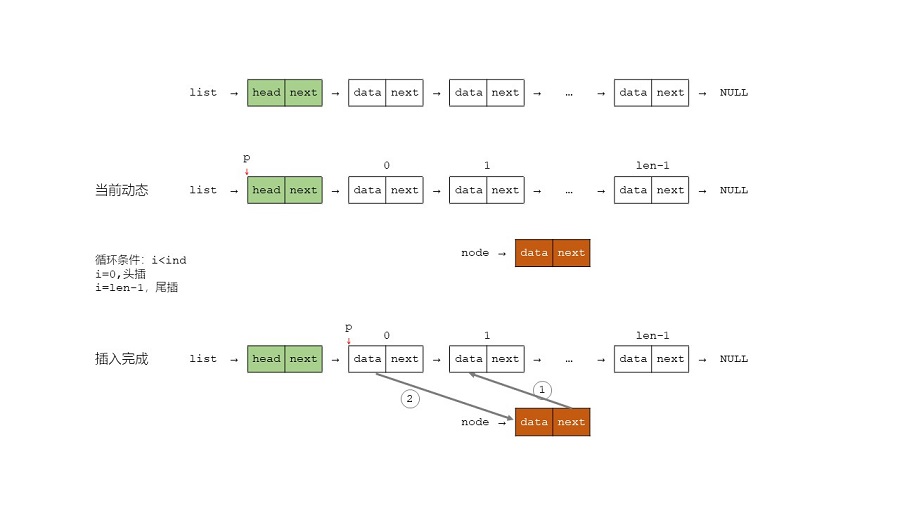 list → head next → data next → data next → … → data next → NULL
p
0 1 len-1
当前动态 list → head next → data next → data next → … → data next → NULL
node → data next
循环条件：i<ind
i=0,头插
i=len-1，尾插
p
0 1 len-1
插入完成 list → head next → data next → data next → … → data next → NULL
1
2
node → data next